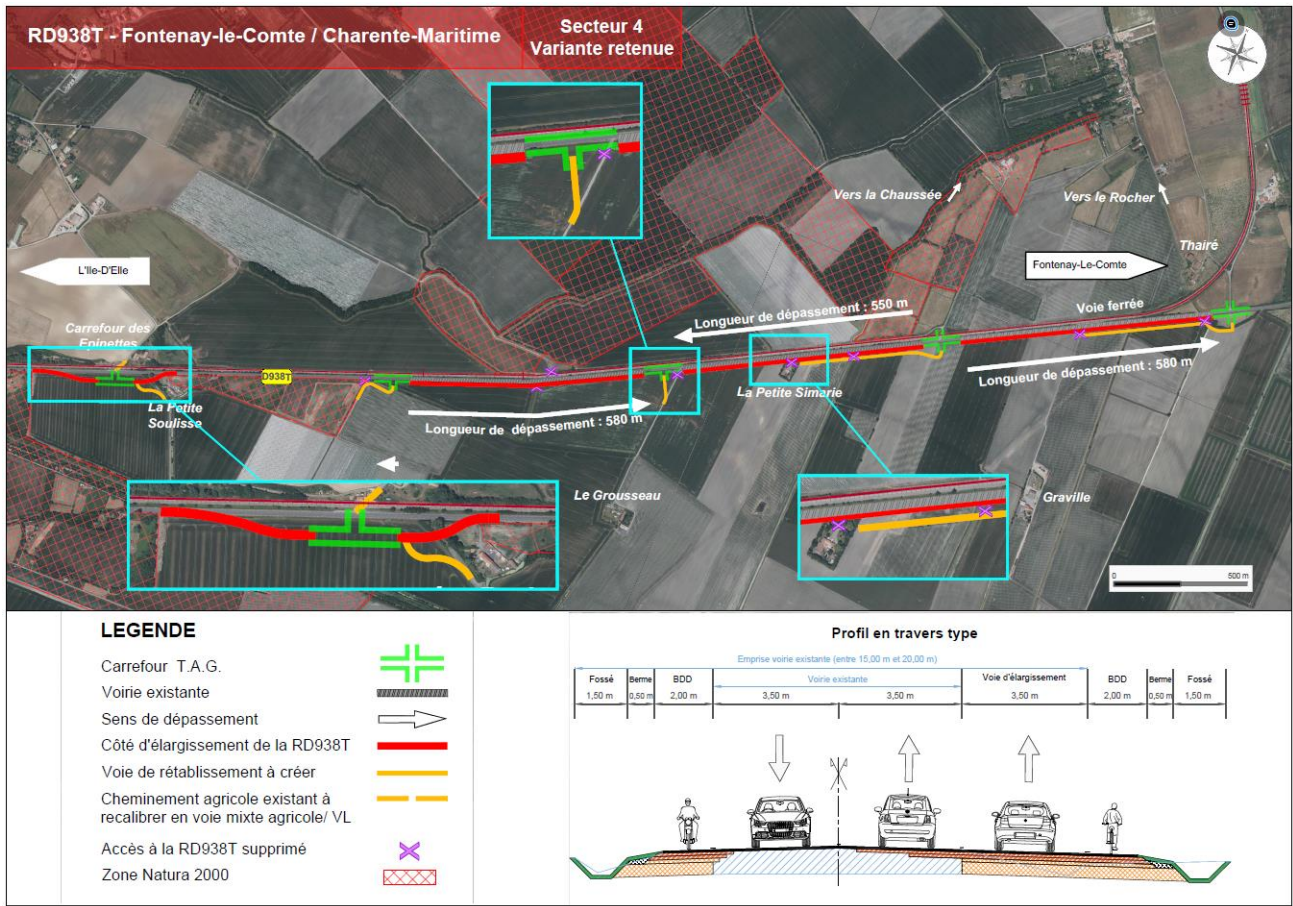 RD938T - Fontenay-le-Comte / Charente-Maritime
Secteur 4
Variante retenue
Vers la Chaussée
Vers le Rocher
Thairé
L'Ile-D'Elle
Fontenay-Le-Comte
Voie ferrée
Longueur de dépassement : 550 m
Carrefour des
Epinettes
D938T
Longueur de dépassement : 580 m
La Petite Simarie
La Petite
Soulisse
Longueur de dépassement : 580 m
Le Grousseau
Graville
0
500 m
LEGENDE
Carrefour T.A.G.
Voirie existante
Sens de dépassement
Côté d'élargissement de la RD938T
Voie de rétablissement à créer
Cheminement agricole existant à
recalibrer en voie mixte agricole/ VL
Accès à la RD938T supprimé
Zone Natura 2000
Profil en travers type
Emprise voirie existante (entre 15,00 m et 20,00 m)
Fossé Berme BDD Voirie existante Voie d'élargissement BDD Berme Fossé
1,50 m 0,50 m 2,00 m 3,50 m 3,50 m 3,50 m 2,00 m 0,50 m 1,50 m